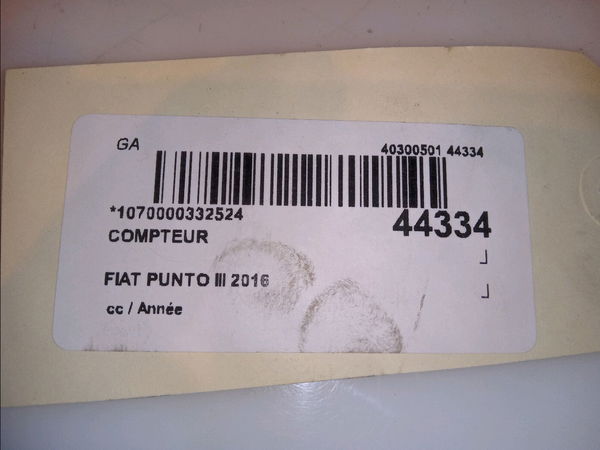 GA
40300501 44334
*1070000332524
44334
COMPTEUR
FIAT PUNTO III 2016
cc / Année